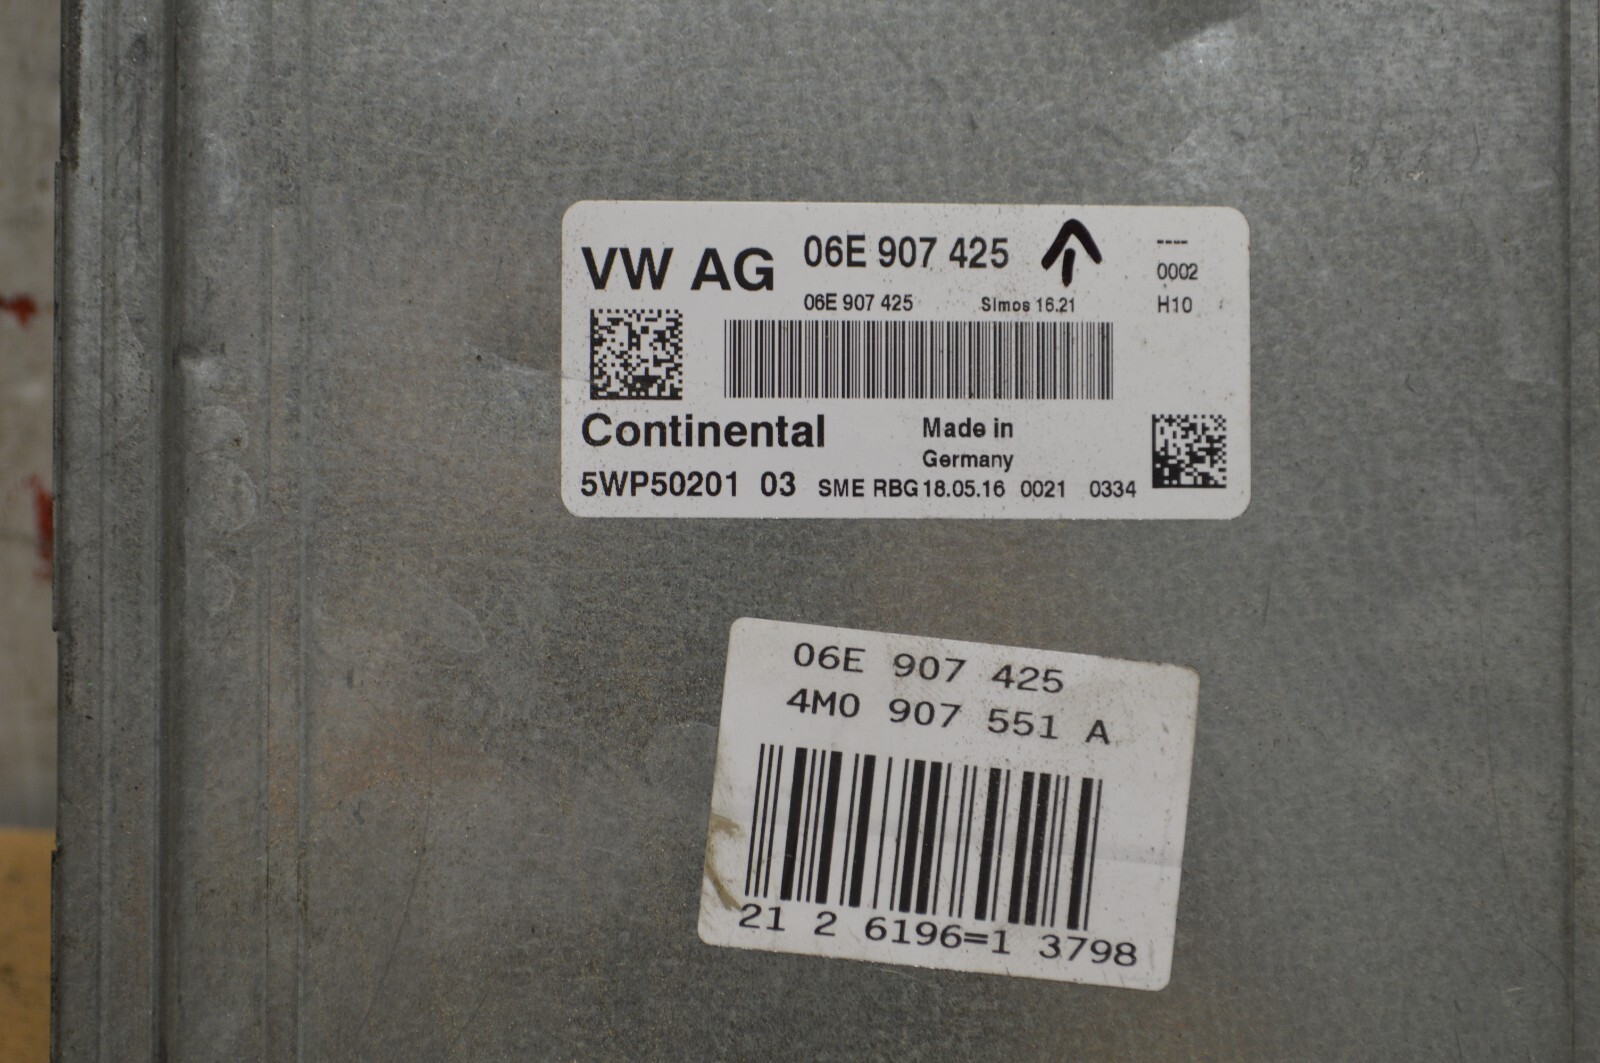 VW AG 06E 907 425
----
0002
06E 907 425 Simos 16.21 H10
Continental Made in
Germany
5WP50201 03 SME RBG 18.05.16 0021 0334
06E 907 425
4M0 907 551 A
21 2 6196=1 3798